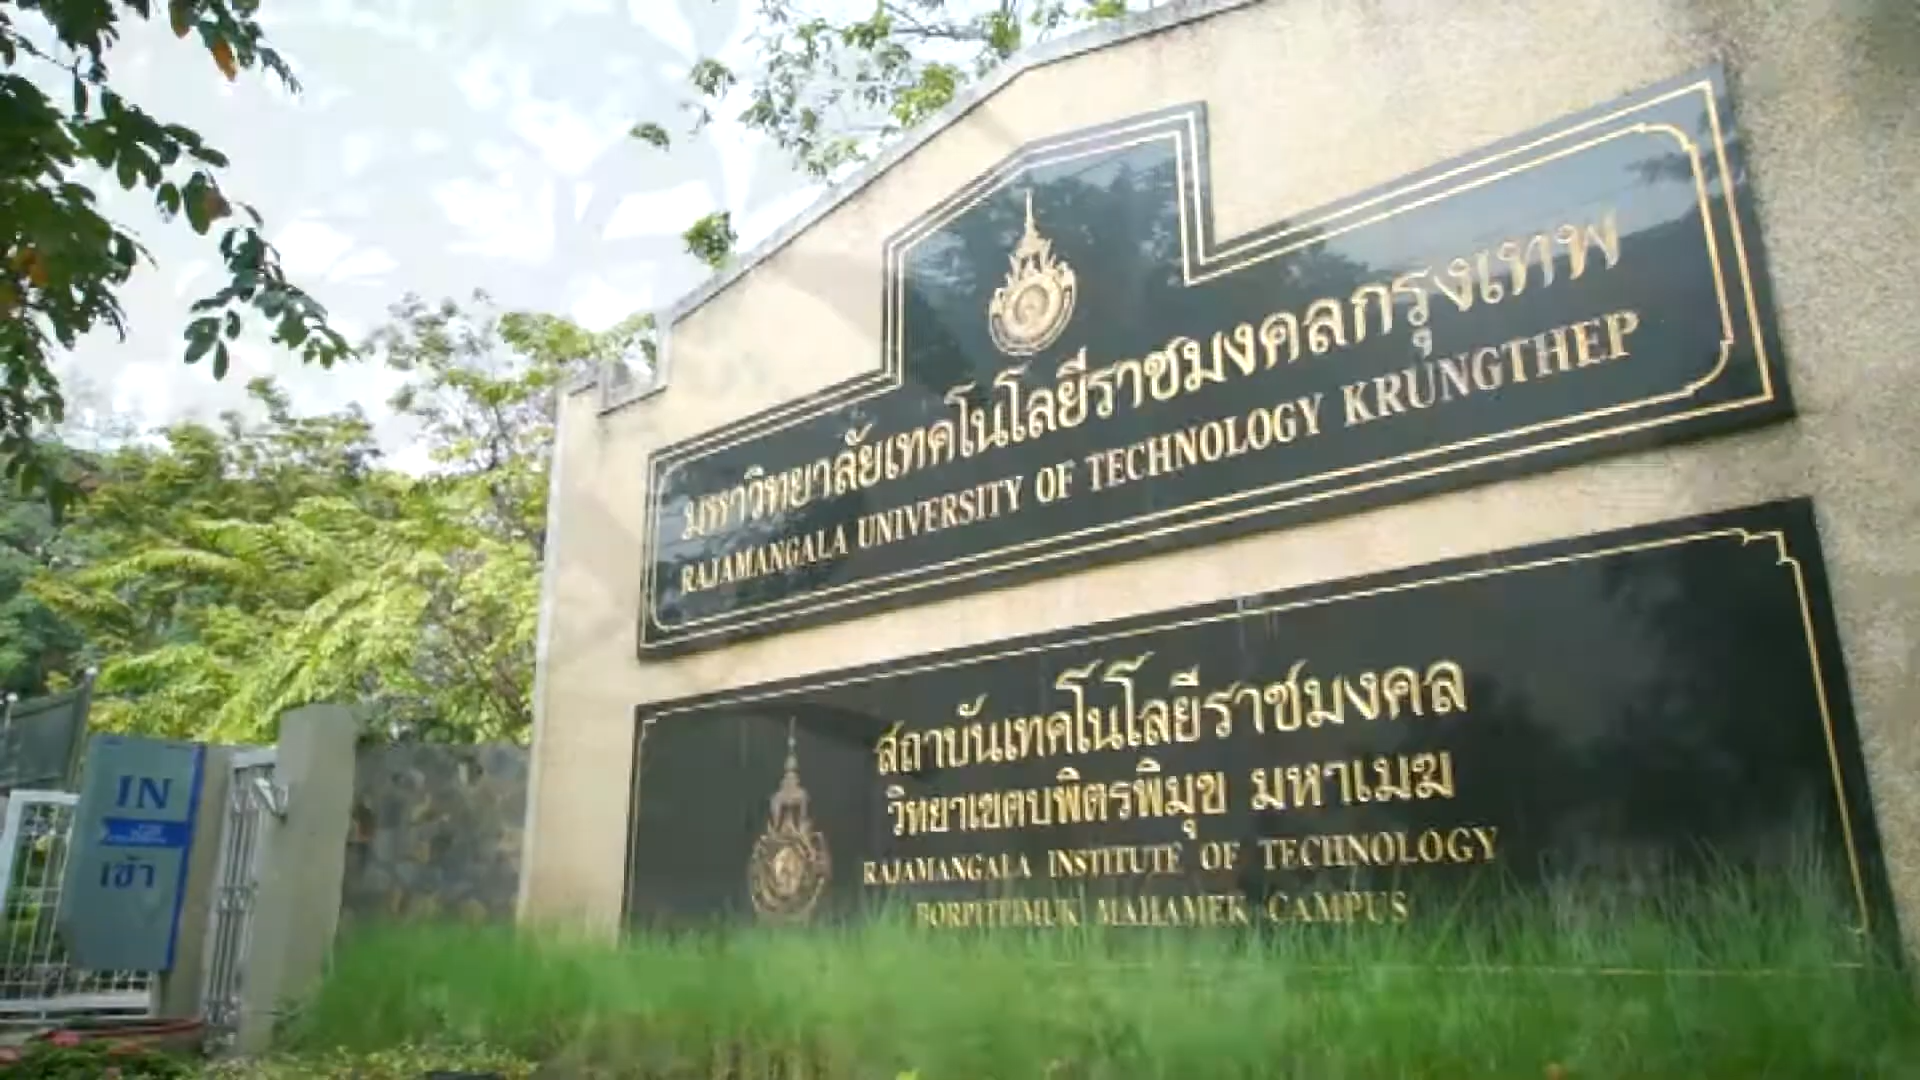 มหาวิทยาลัยเทคโนโลยีราชมงคลกรุงเทพ
RAJAMANGALA UNIVERSITY OF TECHNOLOGY KRUNGTHEP
สถาบันเทคโนโลยีราชมงคล
วิทยาเขตบพิตรพิมุข มหาเมฆ
RAJAMANGALA INSTITUTE OF TECHNOLOGY
BORPITPIMUK MAHAMEK CAMPUS
IN
เข้า